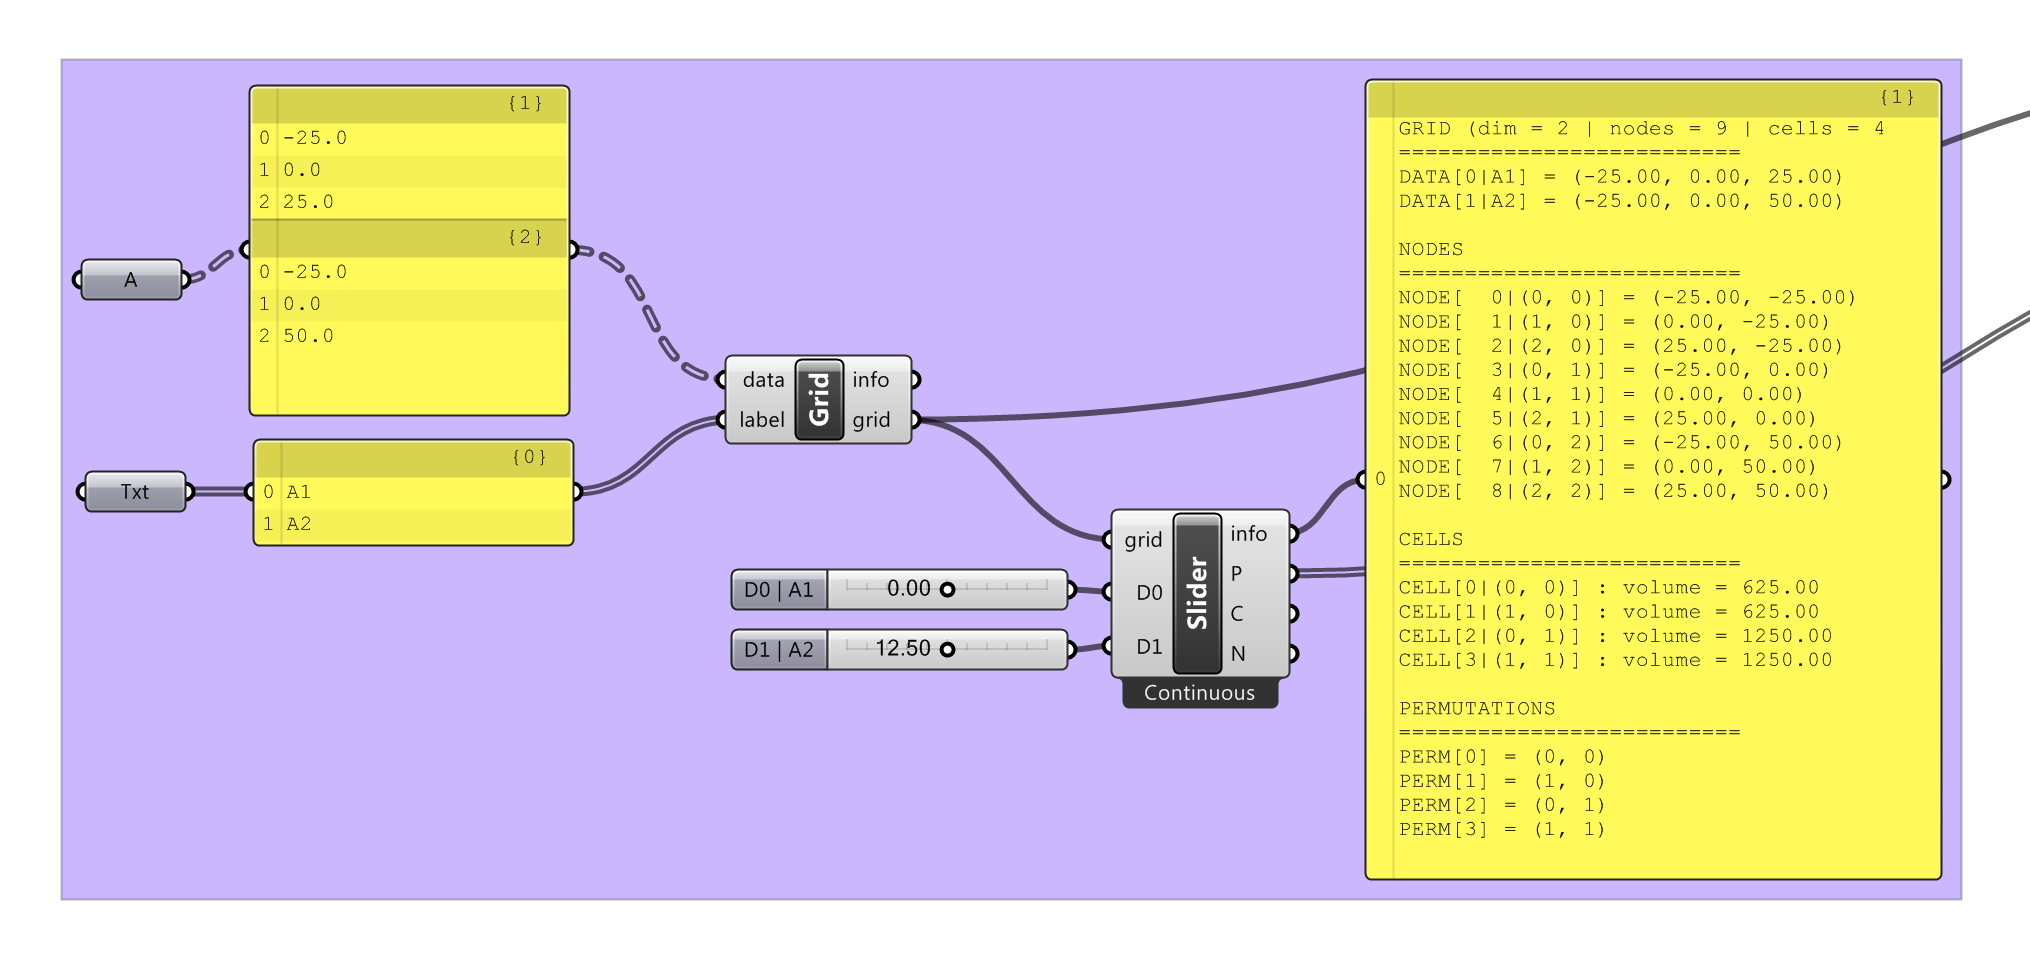 {1}
0 -25.0
1 0.0
2 25.0
{2}
0 -25.0
1 0.0
2 50.0
A
{0}
0 A1
1 A2
Txt
data
label
Grid
info
grid
D0 | A1
0.00
D1 | A2
12.50
grid
D0
D1
Slider
info
P
C
N
Continuous
{1}
0
GRID (dim = 2 | nodes = 9 | cells = 4
==========================
DATA[0|A1] = (-25.00, 0.00, 25.00)
DATA[1|A2] = (-25.00, 0.00, 50.00)
NODES
==========================
NODE[  0|(0, 0)] = (-25.00, -25.00)
NODE[  1|(1, 0)] = (0.00, -25.00)
NODE[  2|(2, 0)] = (25.00, -25.00)
NODE[  3|(0, 1)] = (-25.00, 0.00)
NODE[  4|(1, 1)] = (0.00, 0.00)
NODE[  5|(2, 1)] = (25.00, 0.00)
NODE[  6|(0, 2)] = (-25.00, 50.00)
NODE[  7|(1, 2)] = (0.00, 50.00)
NODE[  8|(2, 2)] = (25.00, 50.00)
CELLS
==========================
CELL[0|(0, 0)] : volume = 625.00
CELL[1|(1, 0)] : volume = 625.00
CELL[2|(0, 1)] : volume = 1250.00
CELL[3|(1, 1)] : volume = 1250.00
PERMUTATIONS
==========================
PERM[0] = (0, 0)
PERM[1] = (1, 0)
PERM[2] = (0, 1)
PERM[3] = (1, 1)